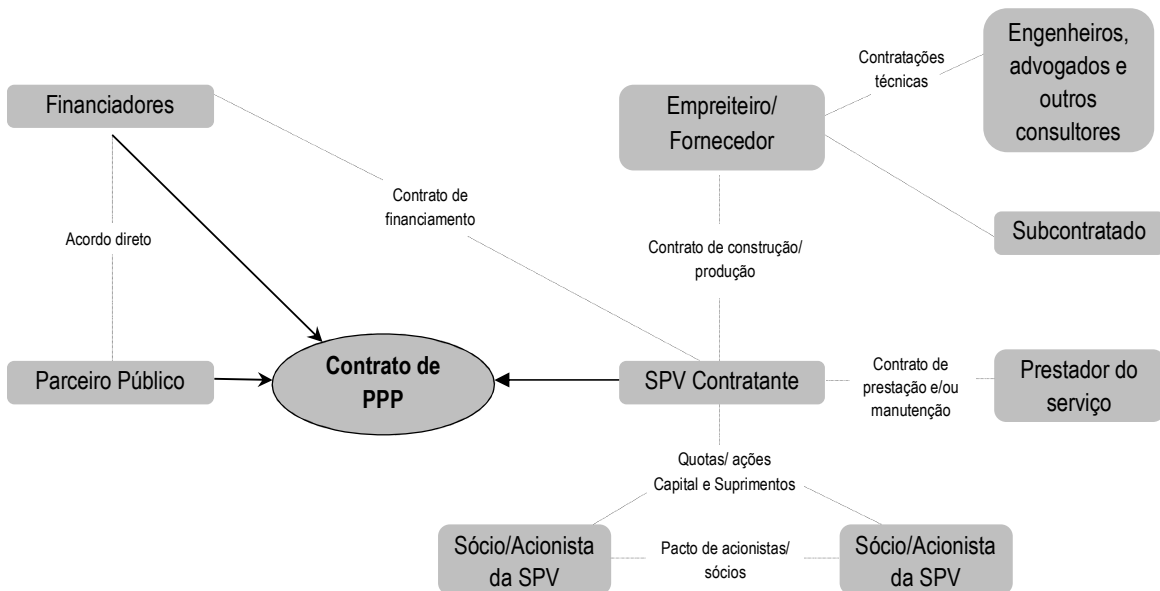 Engenheiros,
advogados e
outros
consultores
Contratações
técnicas
Financiadores
Empreiteiro/
Fornecedor
Contrato de
financiamento
Acordo direto
Subcontratado
Contrato de construção/
produção
Contrato de
PPP
Parceiro Público
SPV Contratante
Contrato de
prestação e/ou
manutenção
Prestador do
serviço
Quotas/ ações
Capital e Suprimentos
Sócio/Acionista
da SPV
Pacto de acionistas/
sócios
Sócio/Acionista
da SPV